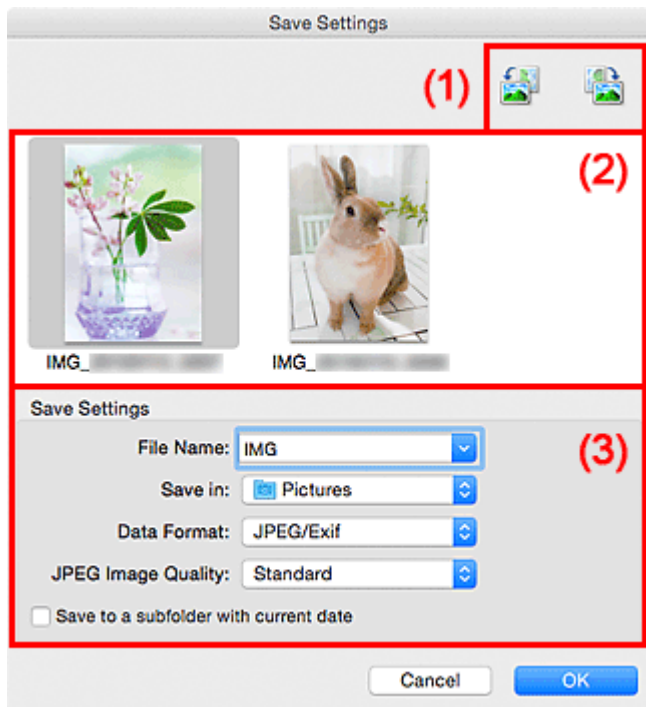 Save Settings
(1)
(2)
IMG_
IMG_
Save Settings
(3)
File Name: IMG
Save in: Pictures
Data Format: JPEG/Exif
JPEG Image Quality: Standard
Save to a subfolder with current date
Cancel OK